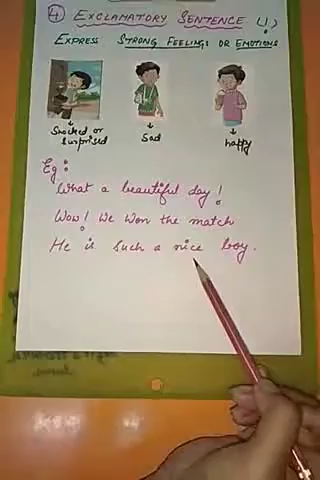 ④ EXCLAMATORY SENTENCE (!)
EXPRESS STRONG FEELINGS OR EMOTIONS
Shocked or surprised
Sad
happy
Eg:
What a beautiful day!
Wow! We won the match
He is such a nice boy.